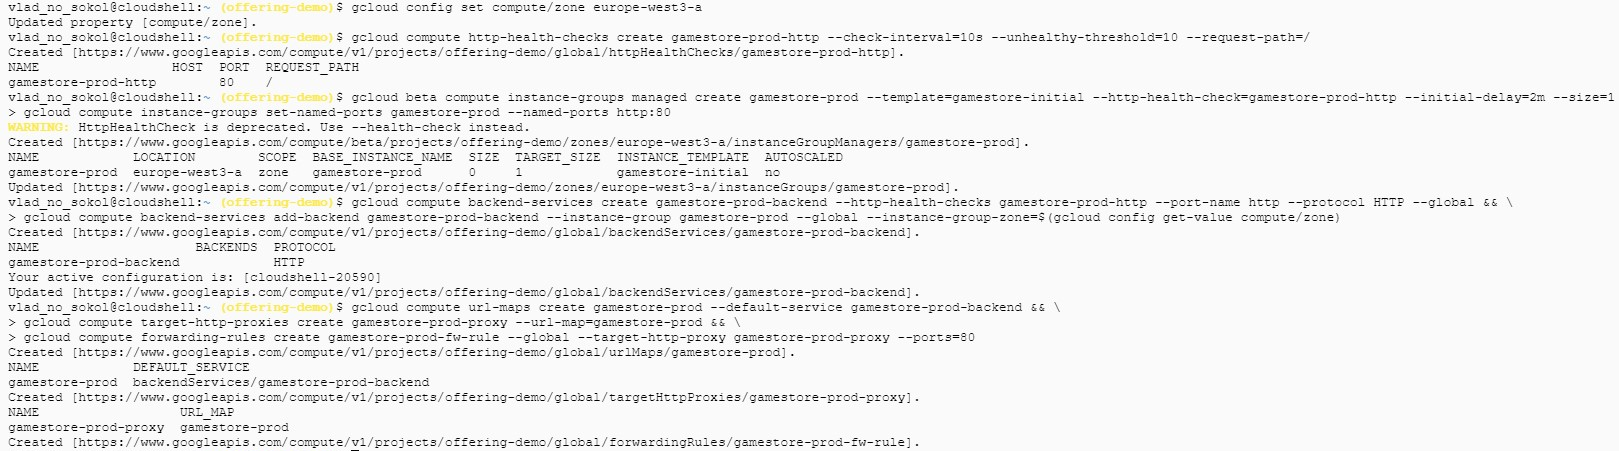 vlad_no_sokol@cloudshell:~ (offering-demo)$ gcloud config set compute/zone europe-west3-a
Updated property [compute/zone].
vlad_no_sokol@cloudshell:~ (offering-demo)$ gcloud compute http-health-checks create gamestore-prod-http --check-interval=10s --unhealthy-threshold=10 --request-path=/
Created [https://www.googleapis.com/compute/v1/projects/offering-demo/global/httpHealthChecks/gamestore-prod-http].
NAME                 HOST  PORT  REQUEST_PATH
gamestore-prod-http        80    /
vlad_no_sokol@cloudshell:~ (offering-demo)$ gcloud beta compute instance-groups managed create gamestore-prod --template=gamestore-initial --http-health-check=gamestore-prod-http --initial-delay=2m --size=1
> gcloud compute instance-groups set-named-ports gamestore-prod --named-ports http:80
WARNING: HttpHealthCheck is deprecated. Use --health-check instead.
Created [https://www.googleapis.com/compute/beta/projects/offering-demo/zones/europe-west3-a/instanceGroupManagers/gamestore-prod].
NAME            LOCATION        SCOPE  BASE_INSTANCE_NAME  SIZE  TARGET_SIZE  INSTANCE_TEMPLATE  AUTOSCALED
gamestore-prod  europe-west3-a  zone   gamestore-prod      0     1            gamestore-initial  no
Updated [https://www.googleapis.com/compute/v1/projects/offering-demo/zones/europe-west3-a/instanceGroups/gamestore-prod].
vlad_no_sokol@cloudshell:~ (offering-demo)$ gcloud compute backend-services create gamestore-prod-backend --http-health-checks gamestore-prod-http --port-name http --protocol HTTP --global && \
> gcloud compute backend-services add-backend gamestore-prod-backend --instance-group gamestore-prod --global --instance-group-zone=$(gcloud config get-value compute/zone)
Created [https://www.googleapis.com/compute/v1/projects/offering-demo/global/backendServices/gamestore-prod-backend].
NAME                    BACKENDS  PROTOCOL
gamestore-prod-backend            HTTP
Your active configuration is: [cloudshell-20590]
Updated [https://www.googleapis.com/compute/v1/projects/offering-demo/global/backendServices/gamestore-prod-backend].
vlad_no_sokol@cloudshell:~ (offering-demo)$ gcloud compute url-maps create gamestore-prod --default-service gamestore-prod-backend && \
> gcloud compute target-http-proxies create gamestore-prod-proxy --url-map=gamestore-prod && \
> gcloud compute forwarding-rules create gamestore-prod-fw-rule --global --target-http-proxy gamestore-prod-proxy --ports=80
Created [https://www.googleapis.com/compute/v1/projects/offering-demo/global/urlMaps/gamestore-prod].
NAME            DEFAULT_SERVICE
gamestore-prod  backendServices/gamestore-prod-backend
Created [https://www.googleapis.com/compute/v1/projects/offering-demo/global/targetHttpProxies/gamestore-prod-proxy].
NAME                  URL_MAP
gamestore-prod-proxy  gamestore-prod
Created [https://www.googleapis.com/compute/v1/projects/offering-demo/global/forwardingRules/gamestore-prod-fw-rule].